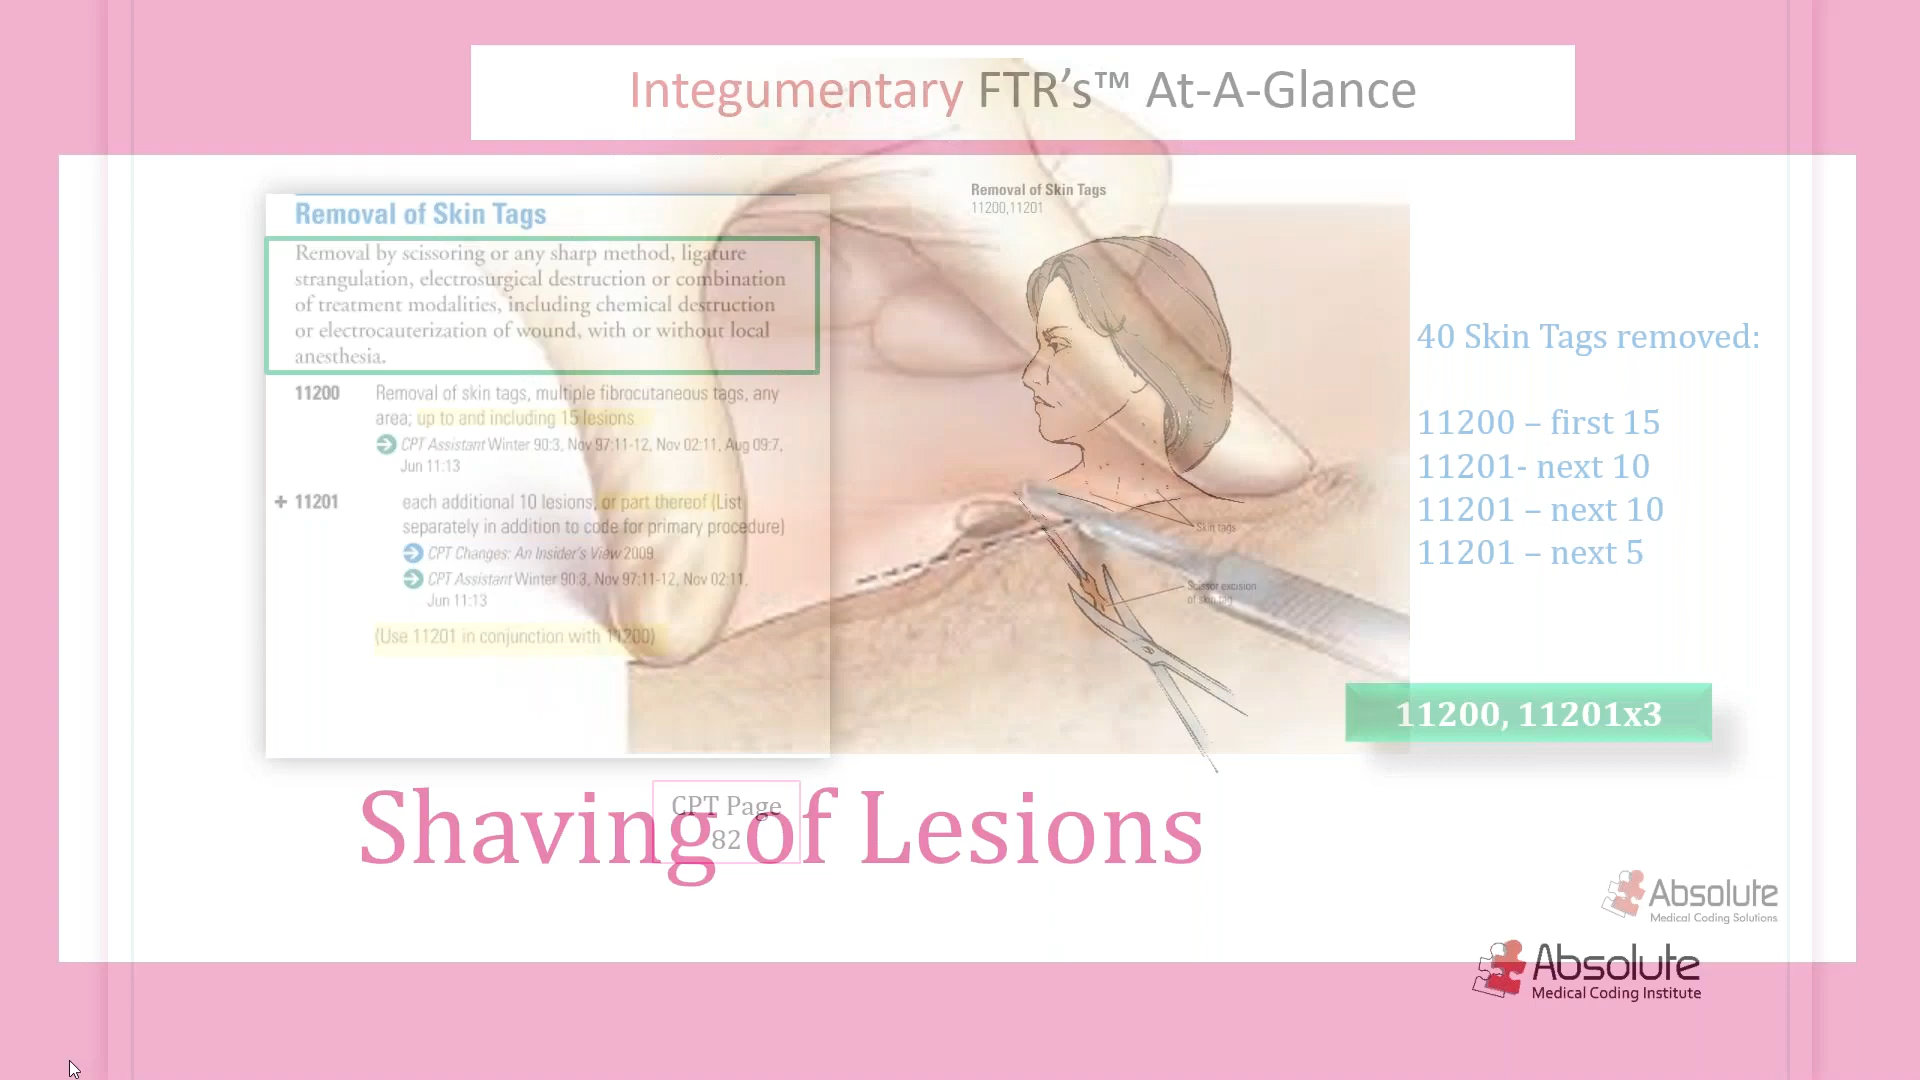 Integumentary FTR’s™ At-A-Glance
Removal of Skin Tags
Removal by scissoring or any sharp method, ligature
strangulation, electrosurgical destruction or combination
of treatment modalities, including chemical destruction
or electrocauterization of wound, with or without local
anesthesia.
11200 Removal of skin tags, multiple fibrocutaneous tags, any
area; up to and including 15 lesions
CPT Assistant Winter 90:3, Nov 97:11-12, Nov 02:11, Aug 09:7,
Jun 11:13
+ 11201 each additional 10 lesions, or part thereof (List
separately in addition to code for primary procedure)
CPT Changes: An Insider’s View 2009
CPT Assistant Winter 90:3, Nov 97:11-12, Nov 02:11,
Jun 11:13
(Use 11201 in conjunction with 11200)
Removal of Skin Tags
11200,11201
Skin tags
Scissor excision
of skin tag
40 Skin Tags removed:
11200 – first 15
11201- next 10
11201 – next 10
11201 – next 5
11200, 11201x3
CPT Page
82
Shaving of Lesions
Absolute
Medical Coding Solutions
Absolute
Medical Coding Institute